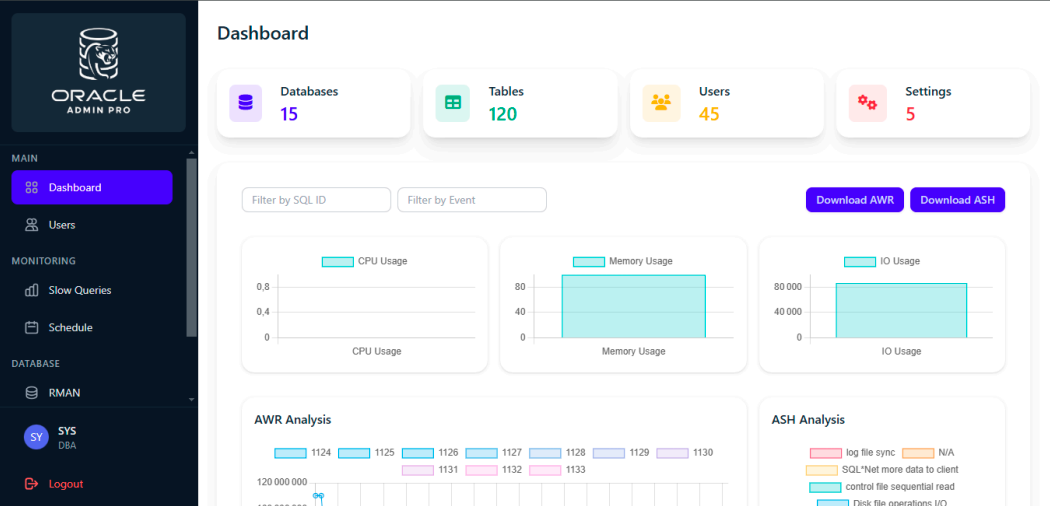 ORACLE
ADMIN PRO
MAIN
Dashboard
Users
MONITORING
Slow Queries
Schedule
DATABASE
RMAN
SY
SYS
DBA
Logout
Dashboard
Databases
15
Tables
120
Users
45
Settings
5
Filter by SQL ID
Filter by Event
Download AWR
Download ASH
CPU Usage
0,8
0,4
0
CPU Usage
Memory Usage
80
40
0
Memory Usage
IO Usage
80 000
40 000
0
IO Usage
AWR Analysis
1124 1125 1126 1127 1128 1129 1130
1131 1132 1133
120 000 000
ASH Analysis
log file sync N/A
SQL*Net more data to client
control file sequential read
Disk file operations I/O